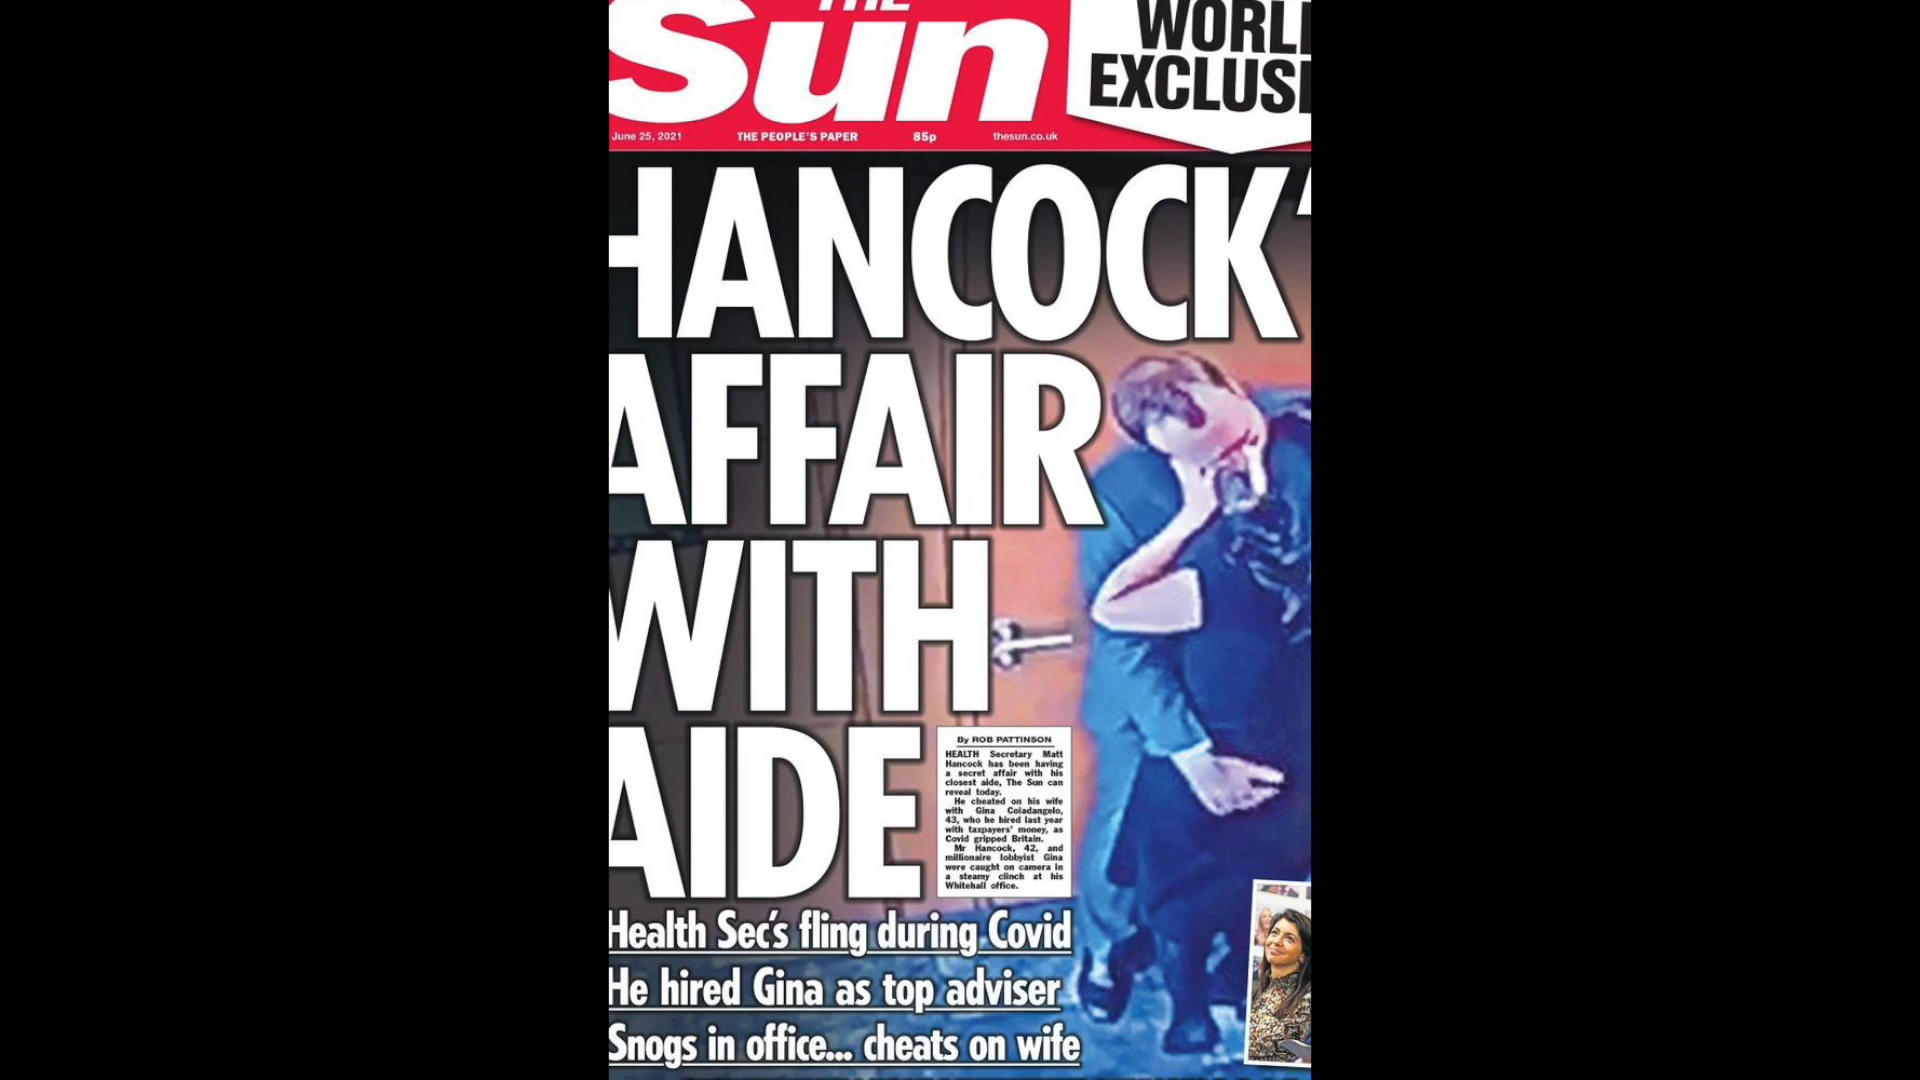 THE
Sun
WORL
EXCLUSI
June 25, 2021
THE PEOPLE'S PAPER
85p
thesun.co.uk
HANCOCK'
AFFAIR
WITH
AIDE
By ROB PATTINSON
HEALTH Secretary Matt
Hancock has been having
a secret affair with his
closest aide, The Sun can
reveal today.
He cheated on his wife
with Gina Coladangelo,
43, who he hired last year
with taxpayers' money, as
Covid gripped Britain.
Mr Hancock, 42, and
millionaire lobbyist Gina
were caught on camera in
a steamy clinch at his
Whitehall office.
Health Sec's fling during Covid
He hired Gina as top adviser
Snogs in office... cheats on wife